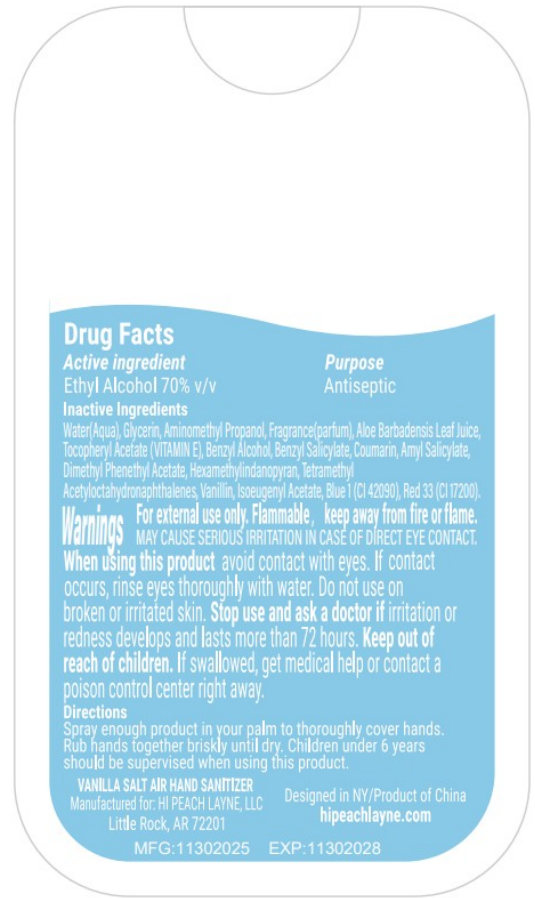 Drug Facts
Active ingredient Purpose
Ethyl Alcohol 70% v/v Antiseptic
Inactive Ingredients
Water(Aqua), Glycerin, Aminomethyl Propanol, Fragrance(parfum), Aloe Barbadensis Leaf Juice,
Tocopheryl Acetate (VITAMIN E), Benzyl Alcohol, Benzyl Salicylate, Coumarin, Amyl Salicylate,
Dimethyl Phenethyl Acetate, Hexamethylindanopyran, Tetramethyl
Acetyloctahydronaphthalenes, Vanillin, Isoeugenyl Acetate, Blue 1 (CI 42090), Red 33 (CI 17200).
Warnings For external use only. Flammable, keep away from fire or flame.
MAY CAUSE SERIOUS IRRITATION IN CASE OF DIRECT EYE CONTACT.
When using this product avoid contact with eyes. If contact
occurs, rinse eyes thoroughly with water. Do not use on
broken or irritated skin. Stop use and ask a doctor if irritation or
redness develops and lasts more than 72 hours. Keep out of
reach of children. If swallowed, get medical help or contact a
poison control center right away.
Directions
Spray enough product in your palm to thoroughly cover hands.
Rub hands together briskly until dry. Children under 6 years
should be supervised when using this product.
VANILLA SALT AIR HAND SANITIZER
Manufactured for: HI PEACH LAYNE, LLC
Little Rock, AR 72201
Designed in NY/Product of China
hipeachlayne.com
MFG:11302025 EXP:11302028